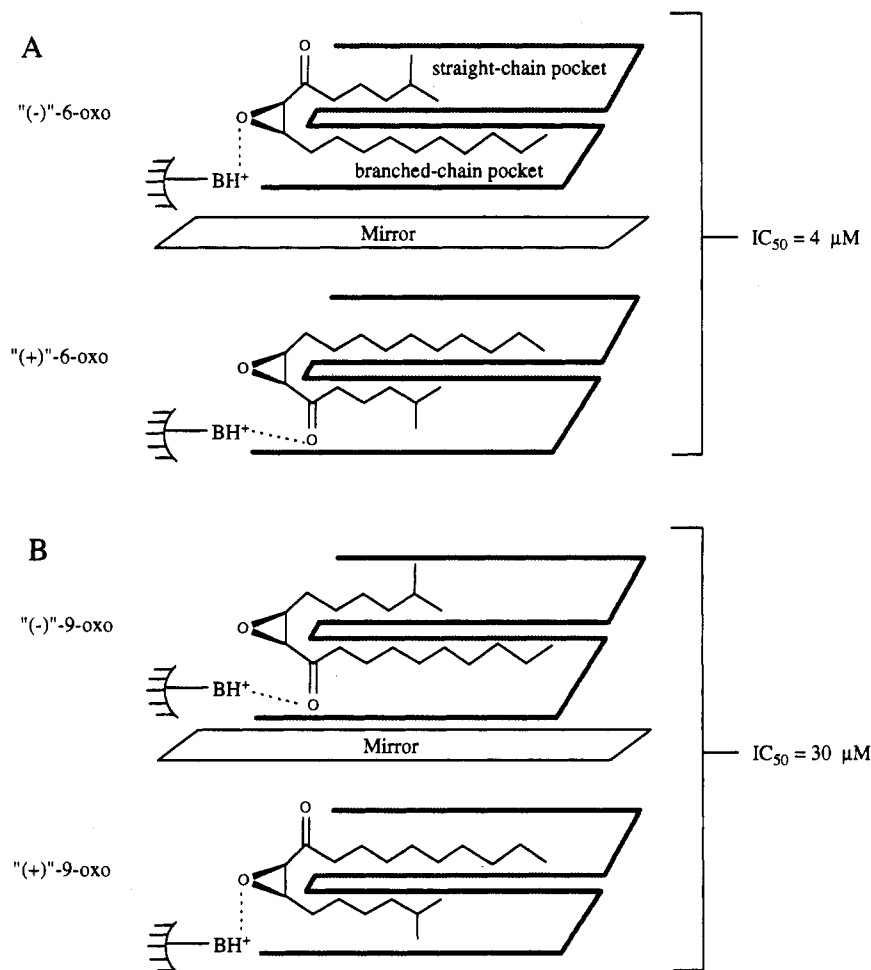 A
O
straight-chain pocket
"(-)"-6-oxo
O
branched-chain pocket
BH⁺
Mirror
IC₅₀ = 4 μM
"(+)"-6-oxo
O
BH⁺
O
B
"(-)"-9-oxo
O
BH⁺
O
Mirror
IC₅₀ = 30 μM
O
"(+)"-9-oxo
O
BH⁺